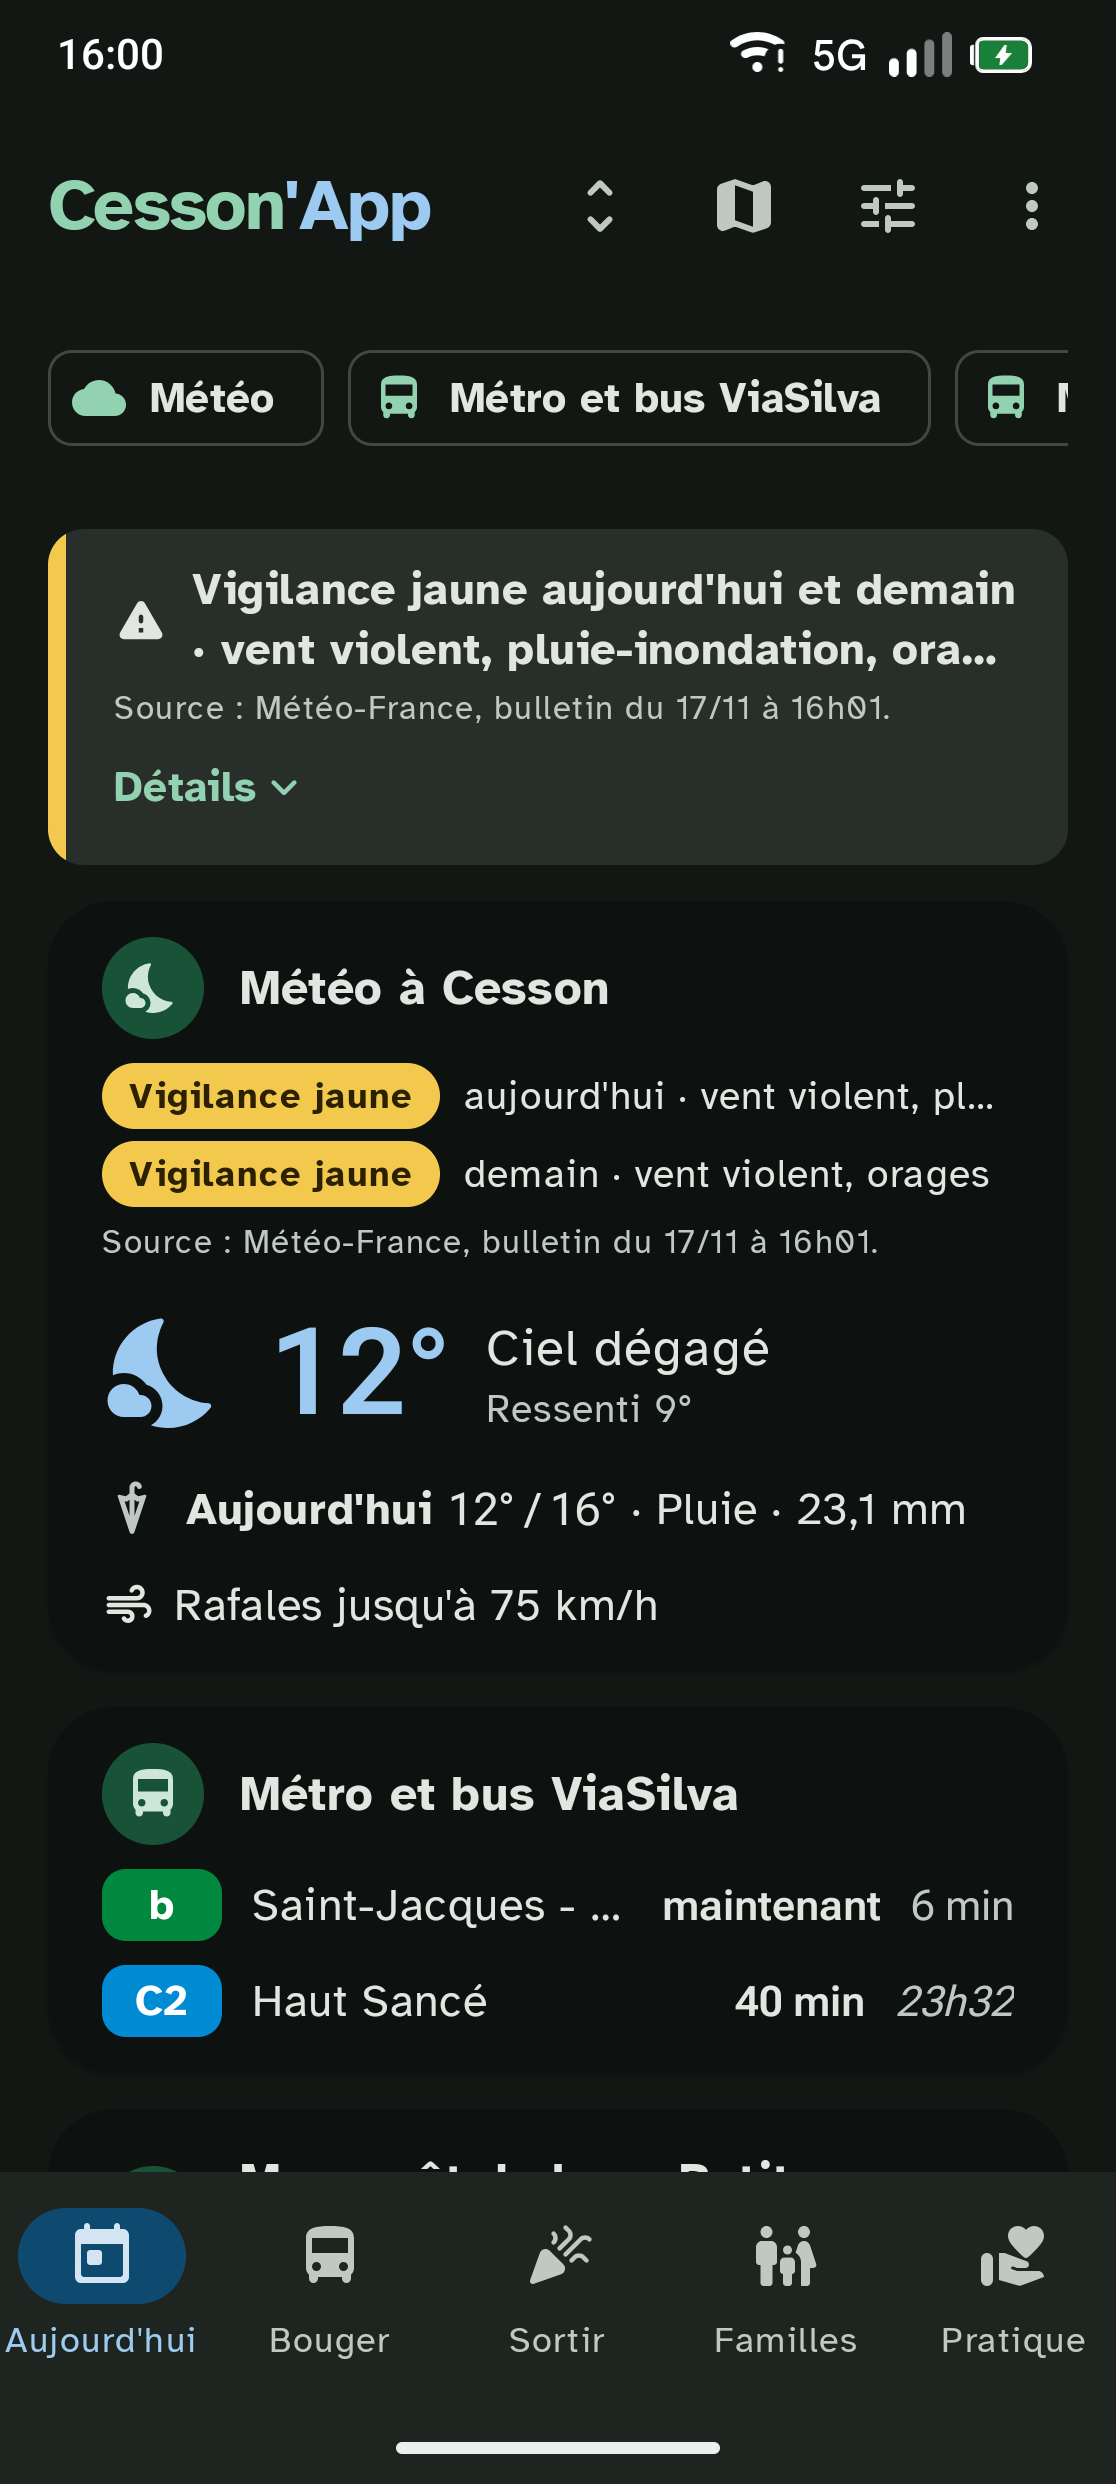 16:00
5G
Cesson'App
Météo
Métro et bus ViaSilva
Vigilance jaune aujourd'hui et demain
· vent violent, pluie-inondation, ora...
Source : Météo-France, bulletin du 17/11 à 16h01.
Détails
Météo à Cesson
Vigilance jaune aujourd'hui · vent violent, pl...
Vigilance jaune demain · vent violent, orages
Source : Météo-France, bulletin du 17/11 à 16h01.
12° Ciel dégagé
Ressenti 9°
Aujourd'hui 12° / 16° · Pluie · 23,1 mm
Rafales jusqu'à 75 km/h
Métro et bus ViaSilva
b Saint-Jacques - ... maintenant 6 min
C2 Haut Sancé 40 min 23h32
Aujourd'hui
Bouger
Sortir
Familles
Pratique